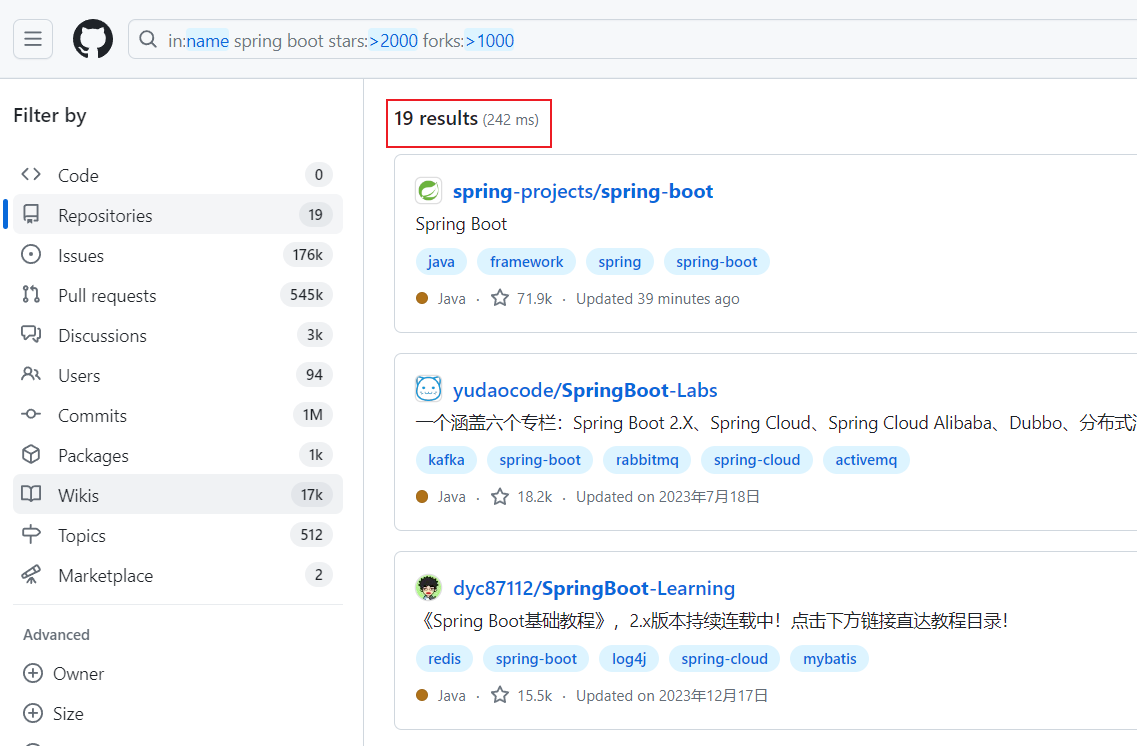 in:name spring boot stars:>2000 forks:>1000
Filter by
Code 0
Repositories 19
Issues 176k
Pull requests 545k
Discussions 3k
Users 94
Commits 1M
Packages 1k
Wikis 17k
Topics 512
Marketplace 2
Advanced
Owner
Size
19 results (242 ms)
spring-projects/spring-boot
Spring Boot
java framework spring spring-boot
Java · 71.9k · Updated 39 minutes ago
yudaocode/SpringBoot-Labs
一个涵盖六个专栏：Spring Boot 2.X、Spring Cloud、Spring Cloud Alibaba、Dubbo、分布式
kafka spring-boot rabbitmq spring-cloud activemq
Java · 18.2k · Updated on 2023年7月18日
dyc87112/SpringBoot-Learning
《Spring Boot基础教程》，2.x版本持续连载中！点击下方链接直达教程目录！
redis spring-boot log4j spring-cloud mybatis
Java · 15.5k · Updated on 2023年12月17日